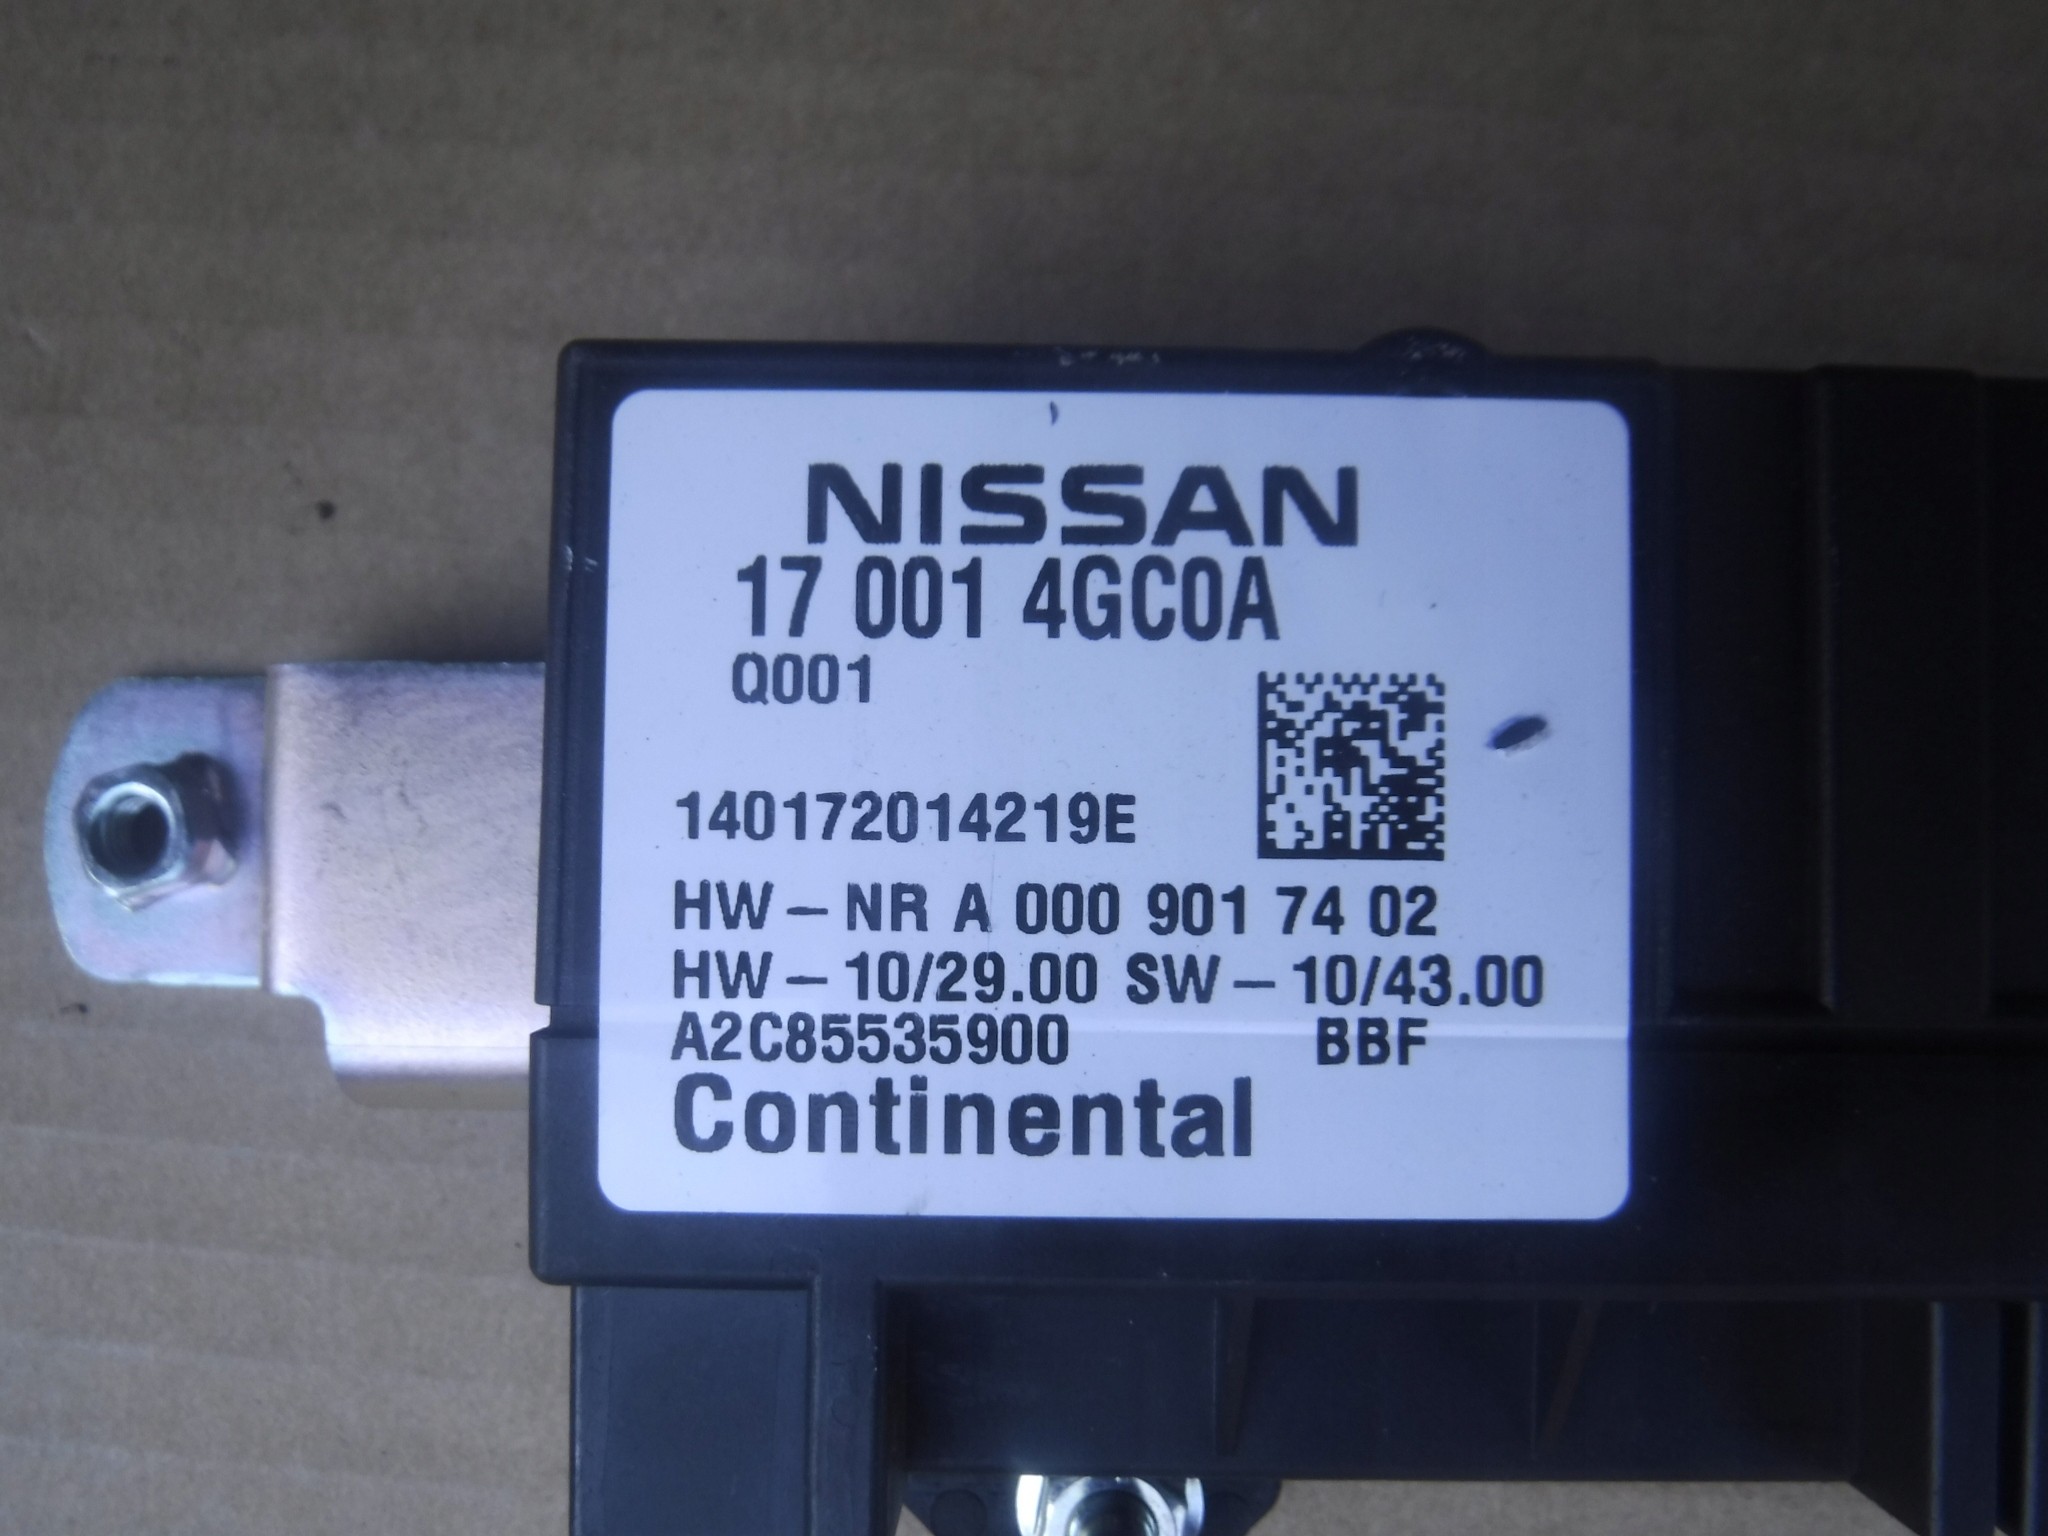 NISSAN
17 001 4GC0A
Q001
140172014219E
HW – NR A 000 901 74 02
HW – 10/29.00 SW – 10/43.00
A2C85535900 BBF
Continental